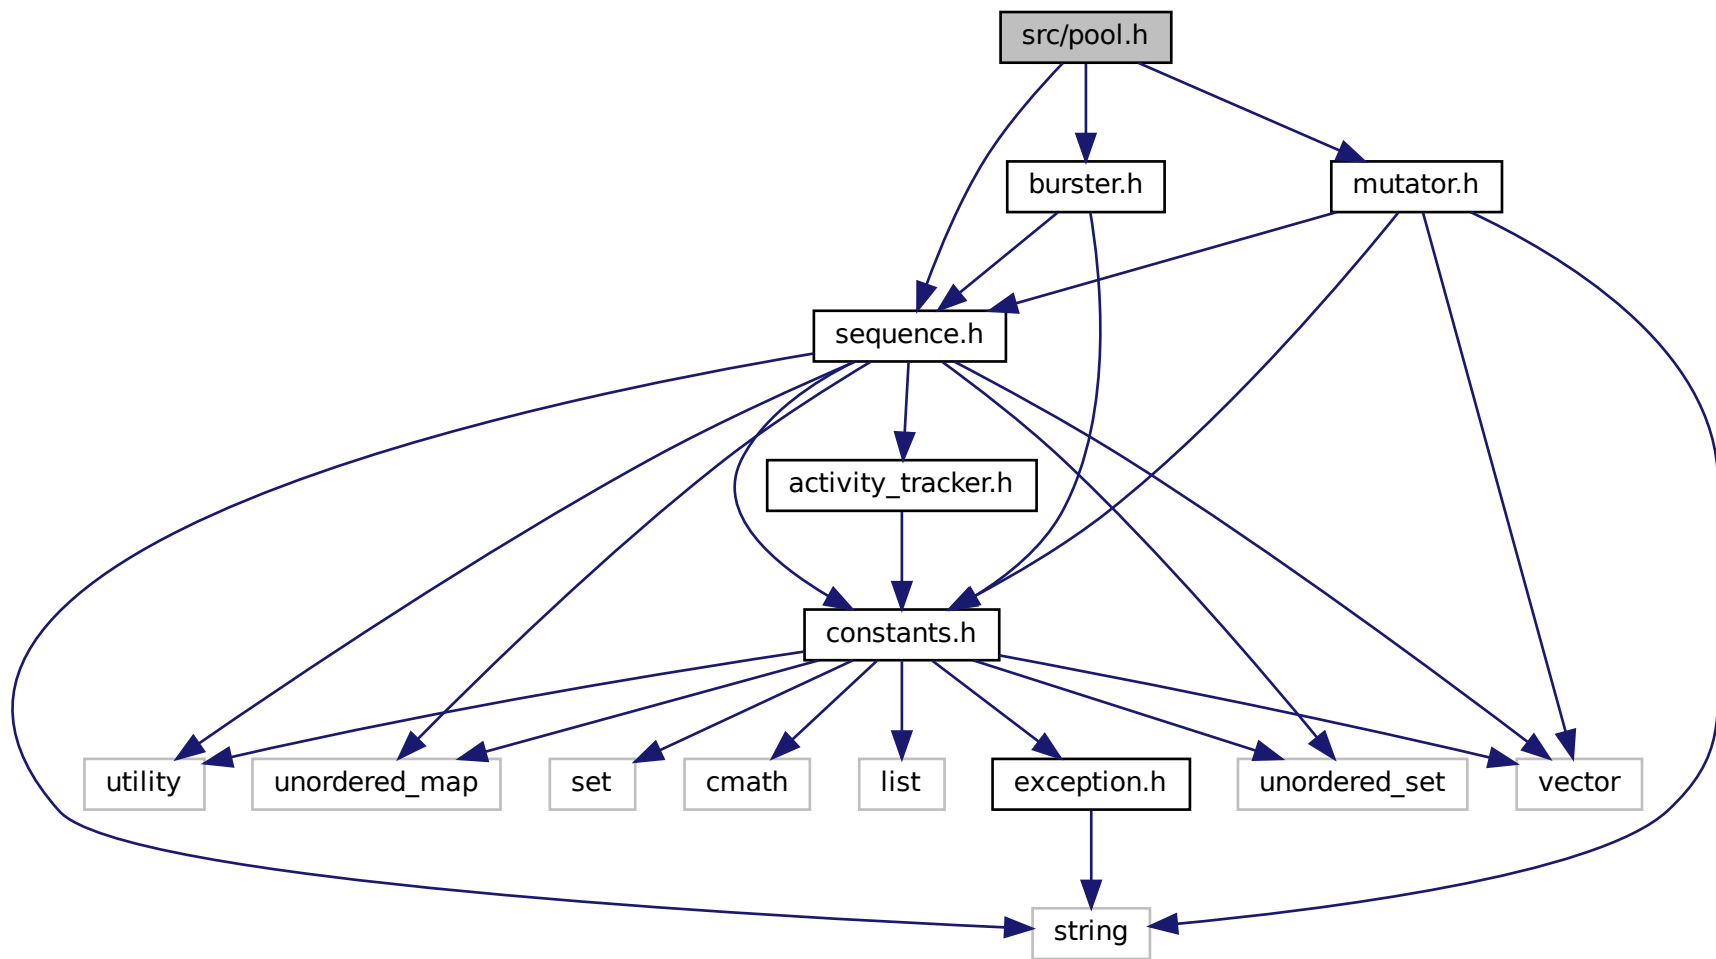 src/pool.h
burster.h
mutator.h
sequence.h
activity_tracker.h
constants.h
utility
unordered_map
set
cmath
list
exception.h
unordered_set
vector
string